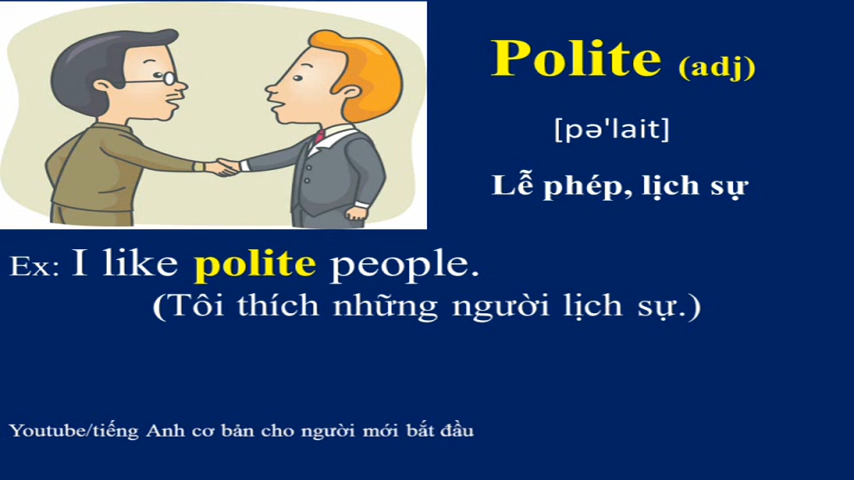 Polite (adj)
[pə'lait]
Lễ phép, lịch sự
Ex: I like polite people.
(Tôi thích những người lịch sự.)
Youtube/tiếng Anh cơ bản cho người mới bắt đầu